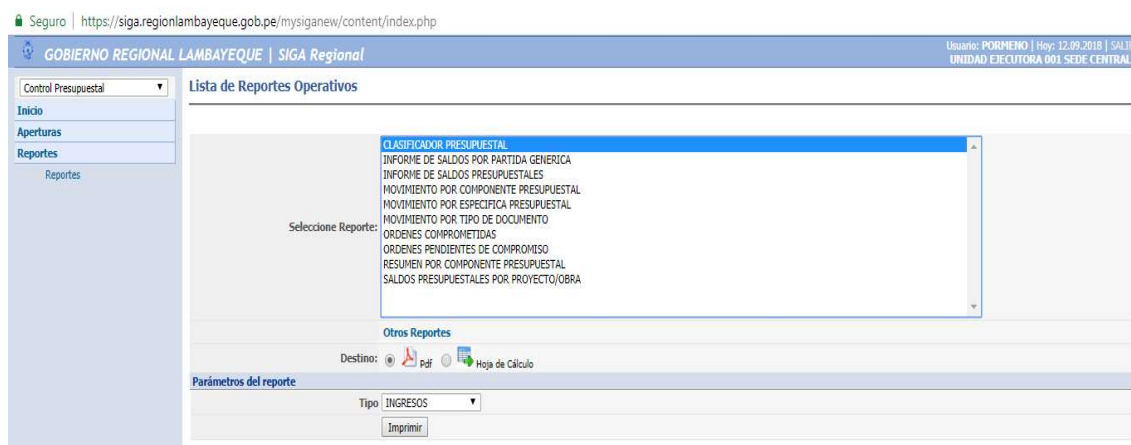 Seguro | https://siga.regionlambayeque.gob.pe/mysiganew/content/index.php
GOBIERNO REGIONAL LAMBAYEQUE | SIGA Regional
Usuario: PORMENO | Hoy: 12.09.2018 | SALIR
UNIDAD EJECUTORA 001 SEDE CENTRAL
Control Presupuestal
Inicio
Aperturas
Reportes
Reportes
Lista de Reportes Operativos
Seleccione Reporte:
CLASIFICADOR PRESUPUESTAL
INFORME DE SALDOS POR PARTIDA GENERICA
INFORME DE SALDOS PRESUPUESTALES
MOVIMIENTO POR COMPONENTE PRESUPUESTAL
MOVIMIENTO POR ESPECIFICA PRESUPUESTAL
MOVIMIENTO POR TIPO DE DOCUMENTO
ORDENES COMPROMETIDAS
ORDENES PENDIENTES DE COMPROMISO
RESUMEN POR COMPONENTE PRESUPUESTAL
SALDOS PRESUPUESTALES POR PROYECTO/OBRA
Otros Reportes
Destino: Pdf Hoja de Cálculo
Parámetros del reporte
Tipo INGRESOS
Imprimir